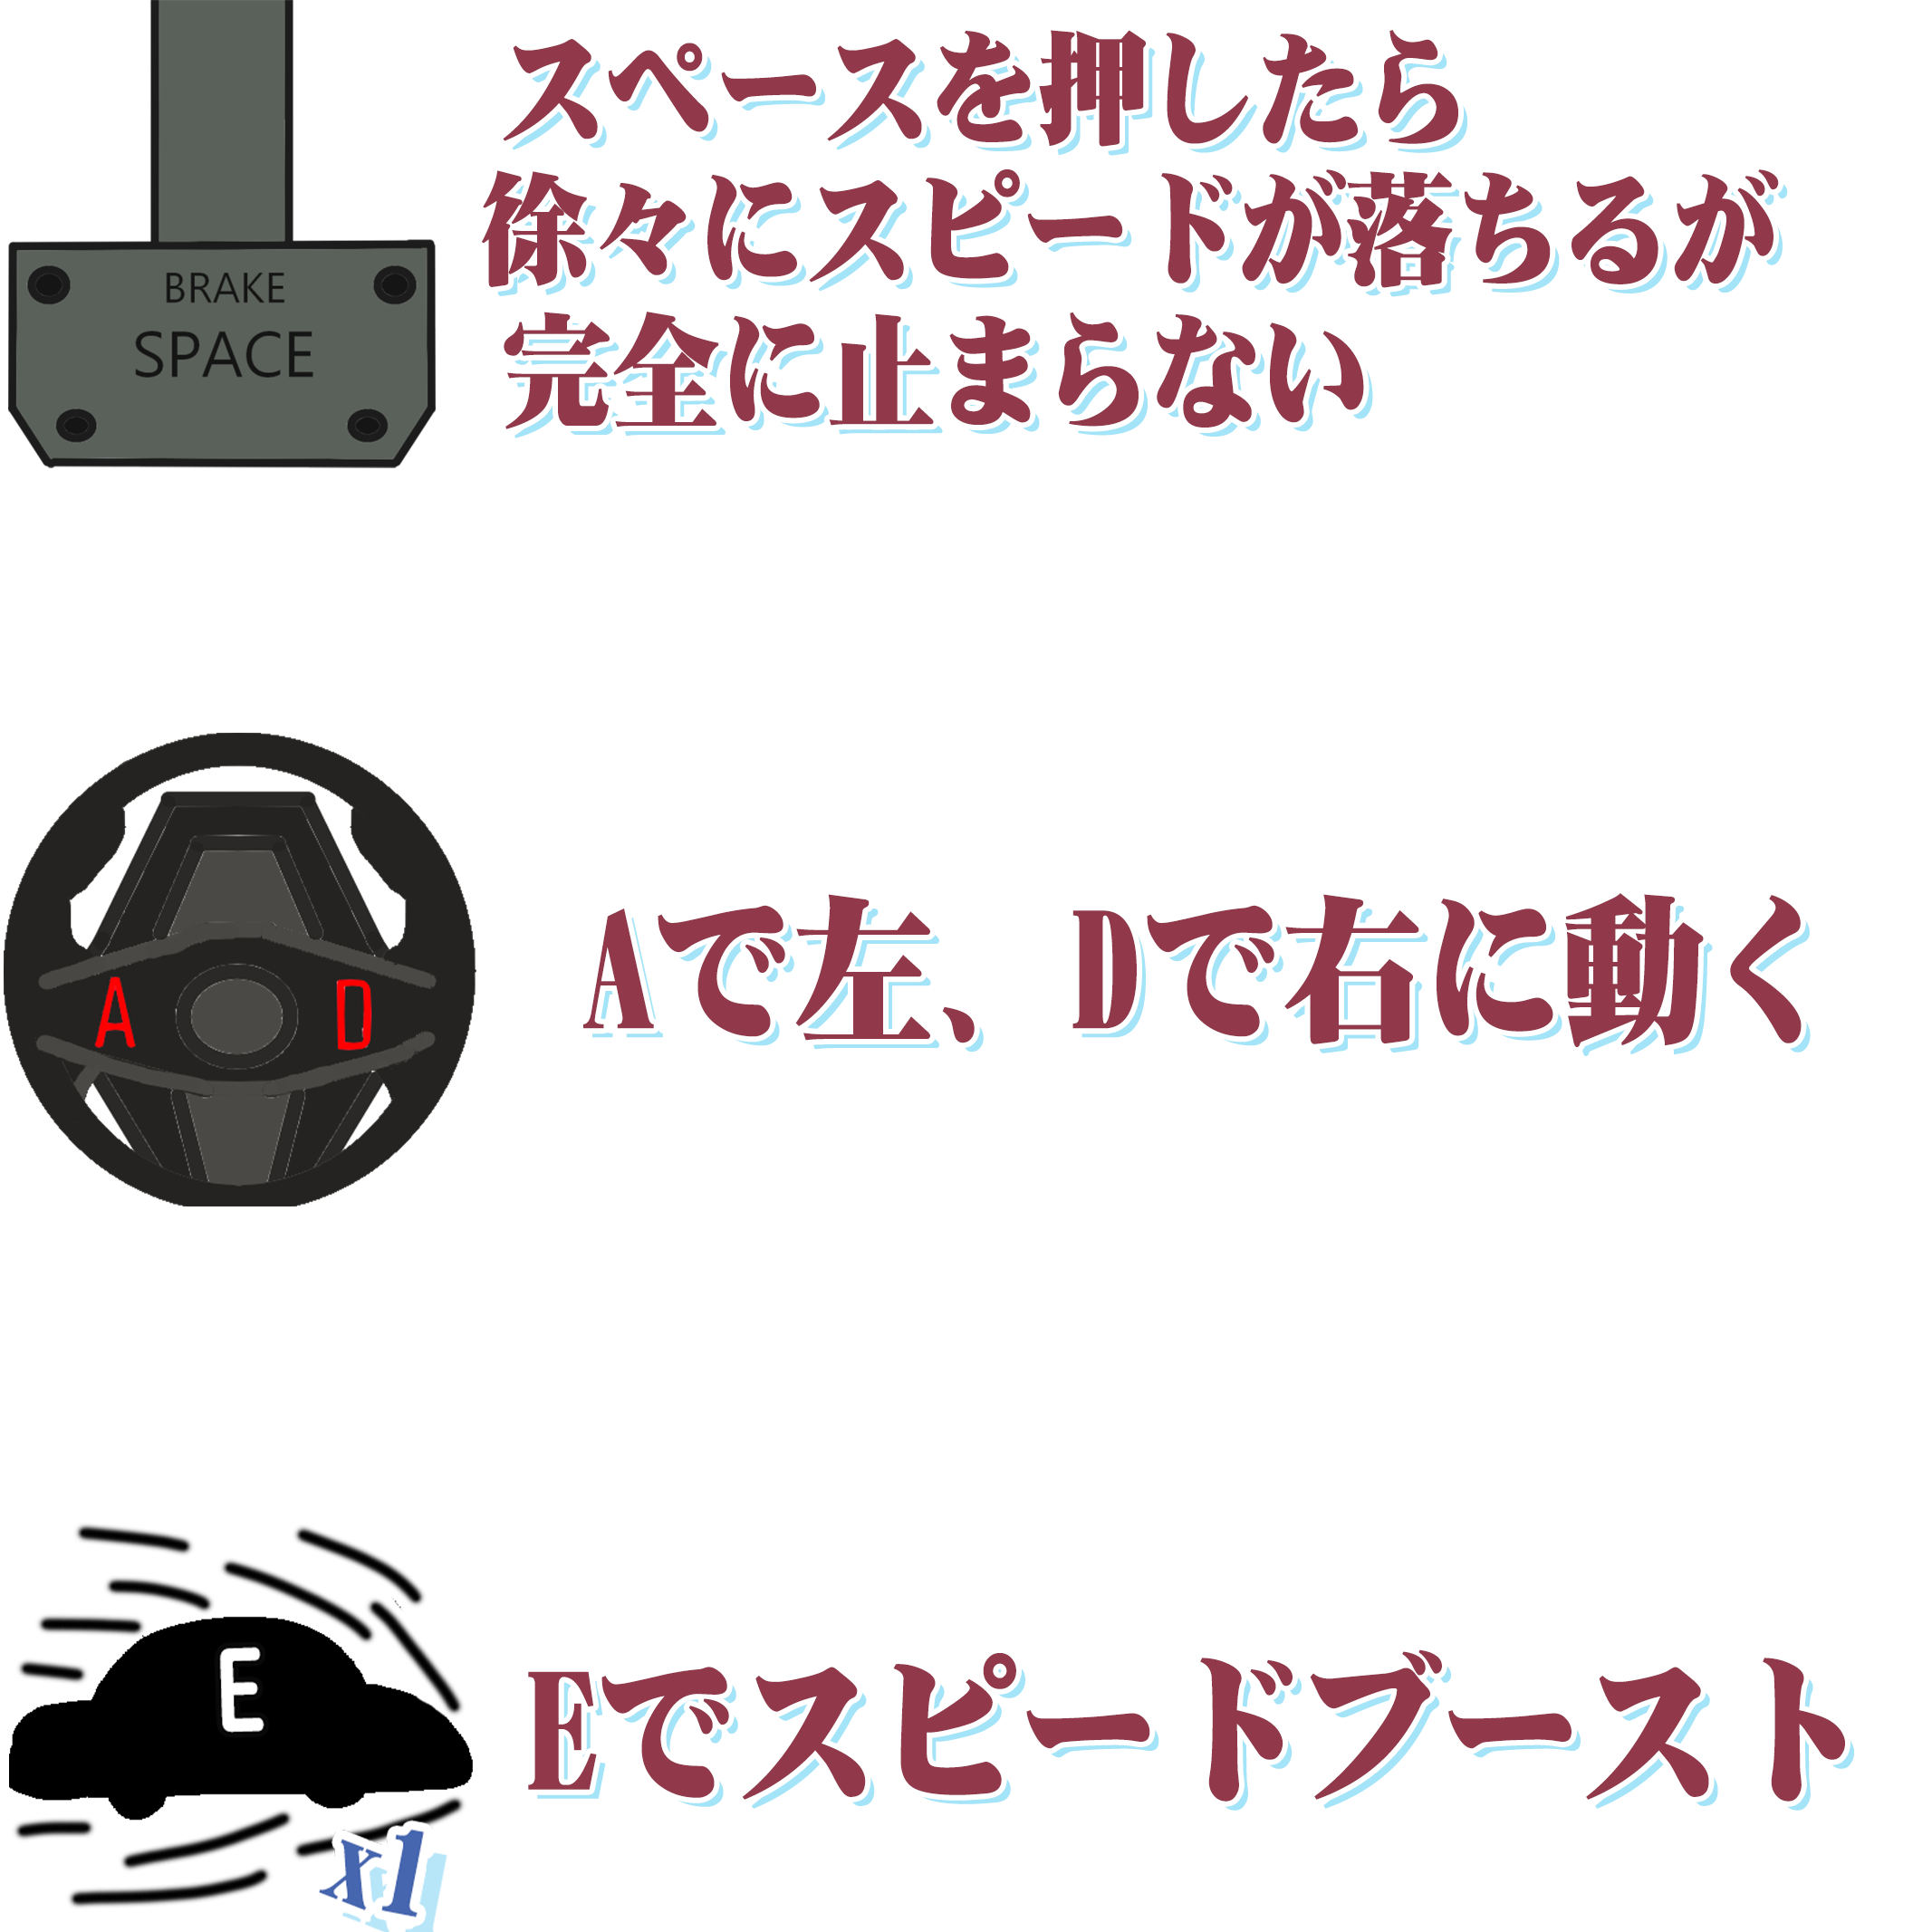 スペースを押したら
徐々にスピードが落ちるが
完全に止まらない
BRAKE
SPACE
A D
Aで左、Dで右に動く
E
Eでスピードブースト
x1